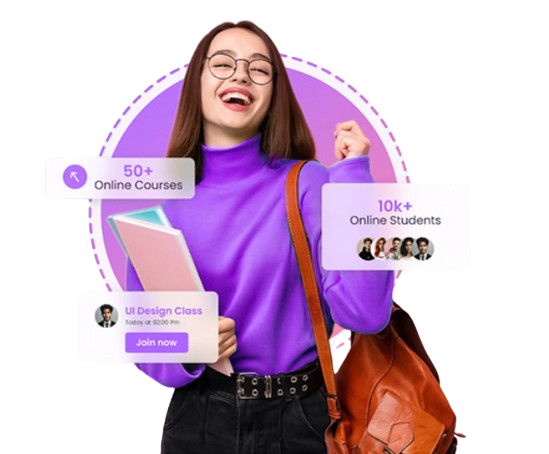 50+
Online Courses
10k+
Online Students
UI Design Class
Today at 02:00 Pm
Join now